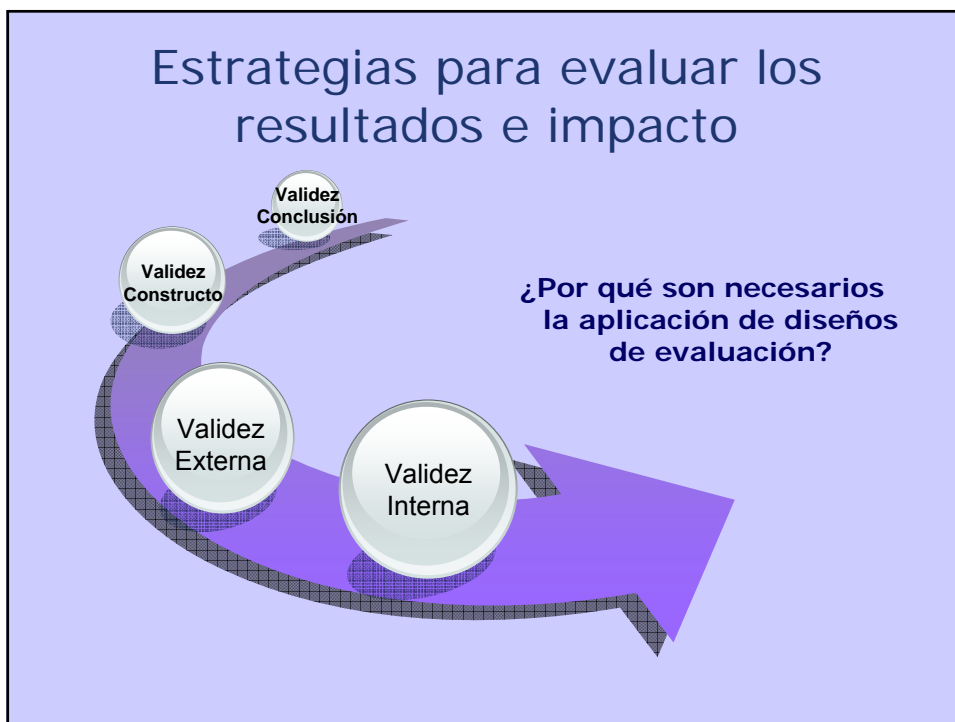 Estrategias para evaluar los
resultados e impacto
Validez
Conclusión
Validez
Constructo
¿Por qué son necesarios
la aplicación de diseños
de evaluación?
Validez
Externa
Validez
Interna